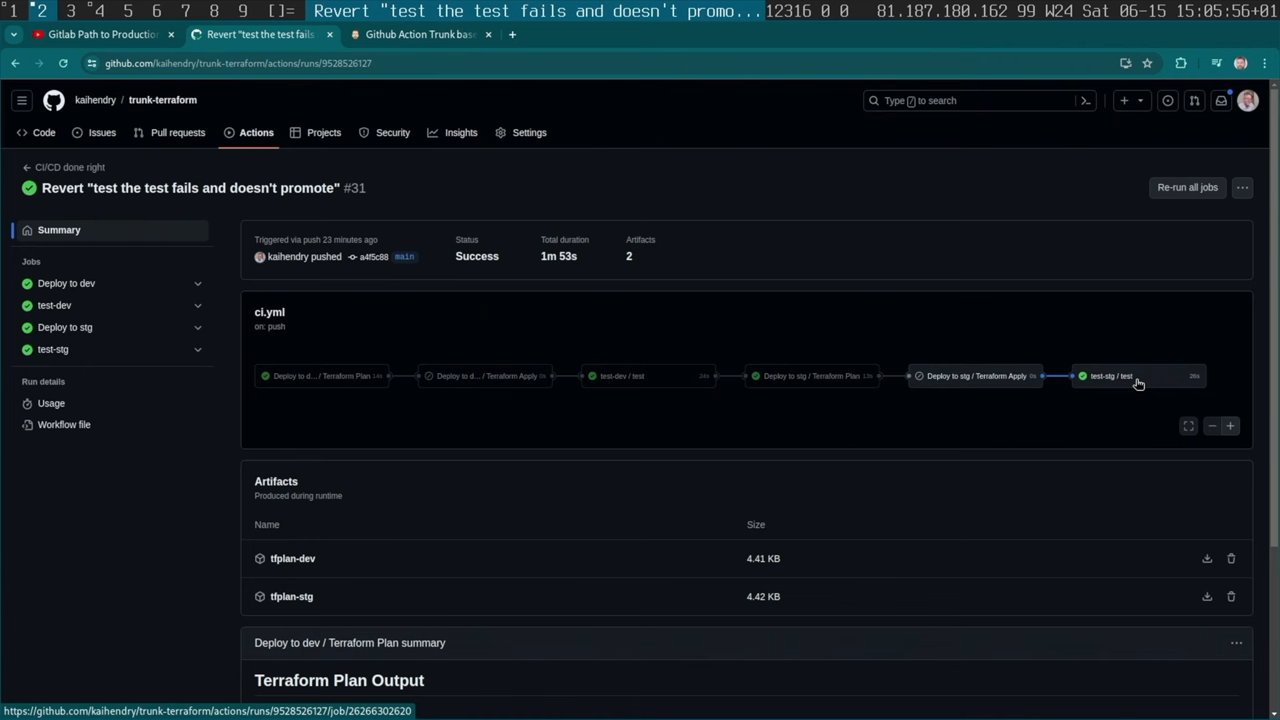 1 2 3 4 5 6 7 8 9 []= Revert "test the test fails and doesn't promo... 12316 0 0 81.187.180.162 99 W24 Sat 06-15 15:05:56+01
Gitlab Path to Production
Revert "test the test fails
Github Action Trunk base
github.com/kaihendry/trunk-terraform/actions/runs/9528526127
kaihendry / trunk-terraform
Type / to search
Code Issues Pull requests Actions Projects Security Insights Settings
CI/CD done right
Revert "test the test fails and doesn't promote" #31
Re-run all jobs
Summary
Jobs
Deploy to dev
test-dev
Deploy to stg
test-stg
Run details
Usage
Workflow file
Triggered via push 23 minutes ago
kaihendry pushed a4f5c88 main
Status
Success
Total duration
1m 53s
Artifacts
2
ci.yml
on: push
Deploy to d... / Terraform Plan 14s
Deploy to d... / Terraform Apply 0s
test-dev / test 24s
Deploy to stg / Terraform Plan 13s
Deploy to stg / Terraform Apply 0s
test-stg / test 26s
Artifacts
Produced during runtime
Name Size
tfplan-dev 4.41 KB
tfplan-stg 4.42 KB
Deploy to dev / Terraform Plan summary
Terraform Plan Output
https://github.com/kaihendry/trunk-terraform/actions/runs/9528526127/job/26266302620